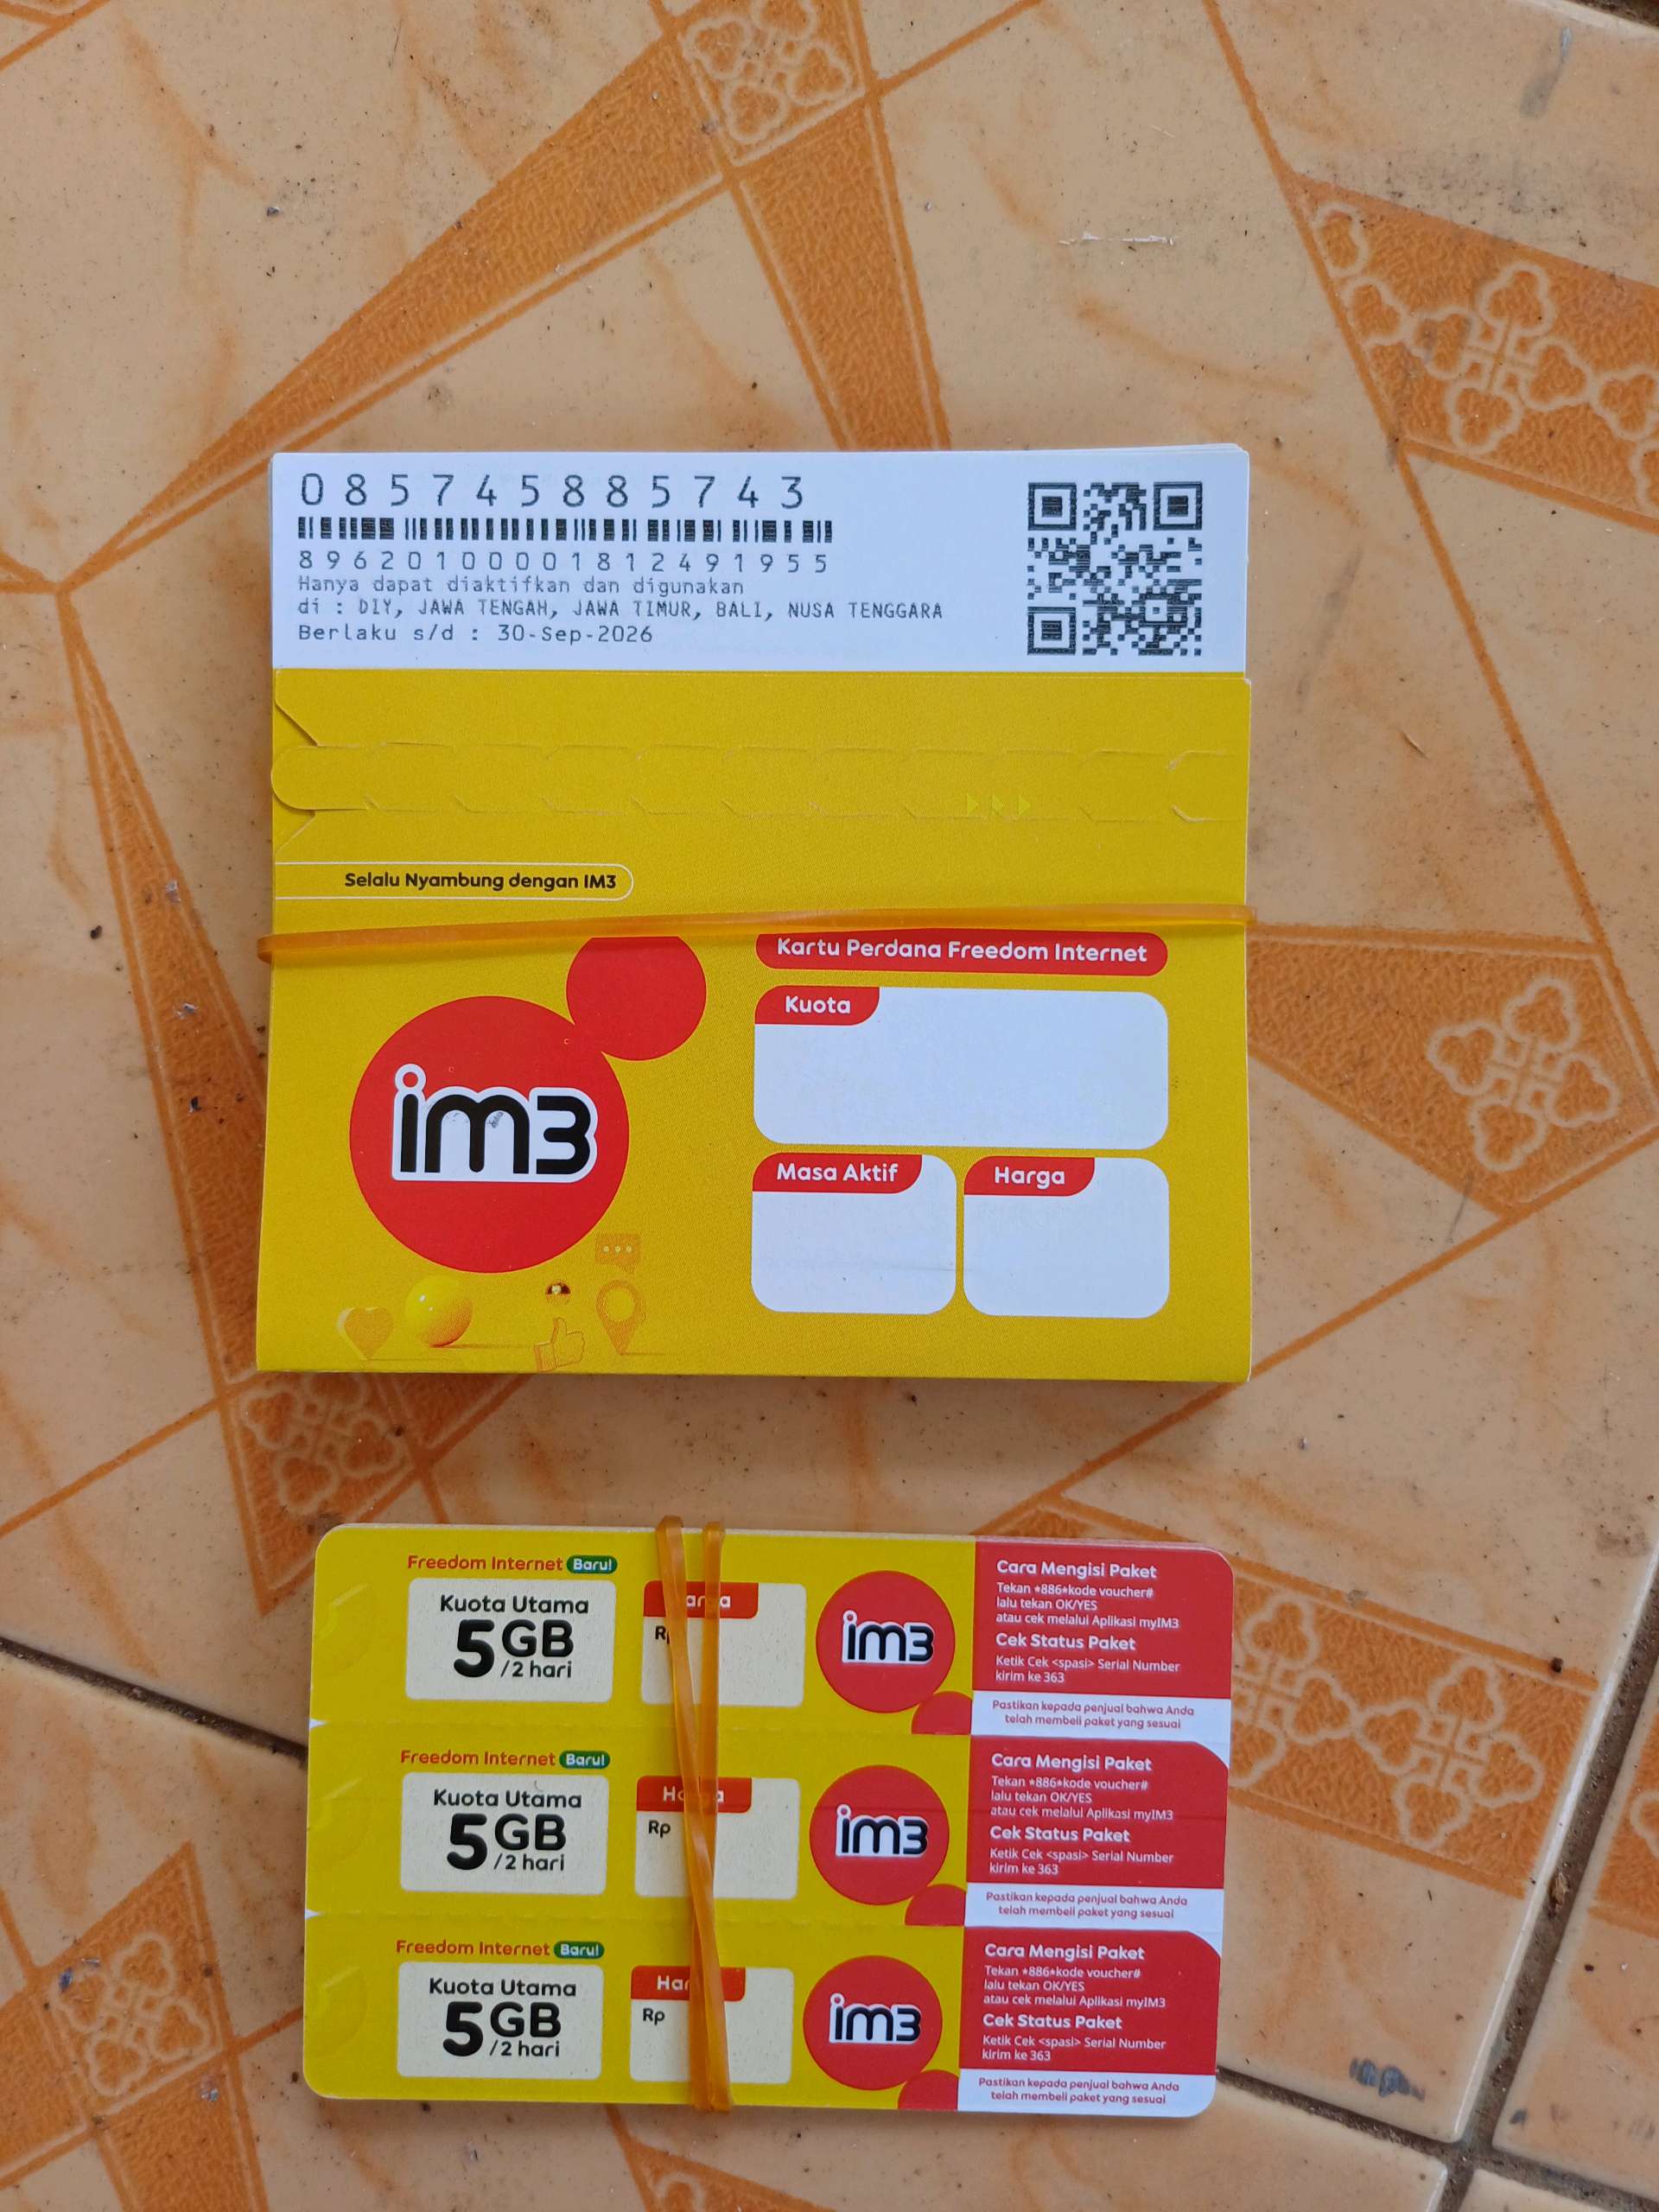 085745885743
89620100001812491955
Hanya dapat diaktifkan dan digunakan
di : DIY, JAWA TENGAH, JAWA TIMUR, BALI, NUSA TENGGARA
Berlaku s/d : 30-Sep-2026
Selalu Nyambung dengan IM3
Kartu Perdana Freedom Internet
Kuota
im3
Masa Aktif
Harga
Freedom Internet Baru!
Kuota Utama
5GB
/2 hari
im3
Cara Mengisi Paket
Tekan *886*kode voucher#
lalu tekan OK/YES
atau cek melalui Aplikasi myIM3
Cek Status Paket
Ketik Cek <spasi> Serial Number
kirim ke 363
Pastikan kepada penjual bahwa Anda
telah membeli paket yang sesuai
Freedom Internet Baru!
Kuota Utama
5GB
/2 hari
Rp
im3
Cara Mengisi Paket
Tekan *886*kode voucher#
lalu tekan OK/YES
atau cek melalui Aplikasi myIM3
Cek Status Paket
Ketik Cek <spasi> Serial Number
kirim ke 363
Pastikan kepada penjual bahwa Anda
telah membeli paket yang sesuai
Freedom Internet Baru!
Kuota Utama
5GB
/2 hari
Rp
im3
Cara Mengisi Paket
Tekan *886*kode voucher#
lalu tekan OK/YES
atau cek melalui Aplikasi myIM3
Cek Status Paket
Ketik Cek <spasi> Serial Number
kirim ke 363
Pastikan kepada penjual bahwa Anda
telah membeli paket yang sesuai